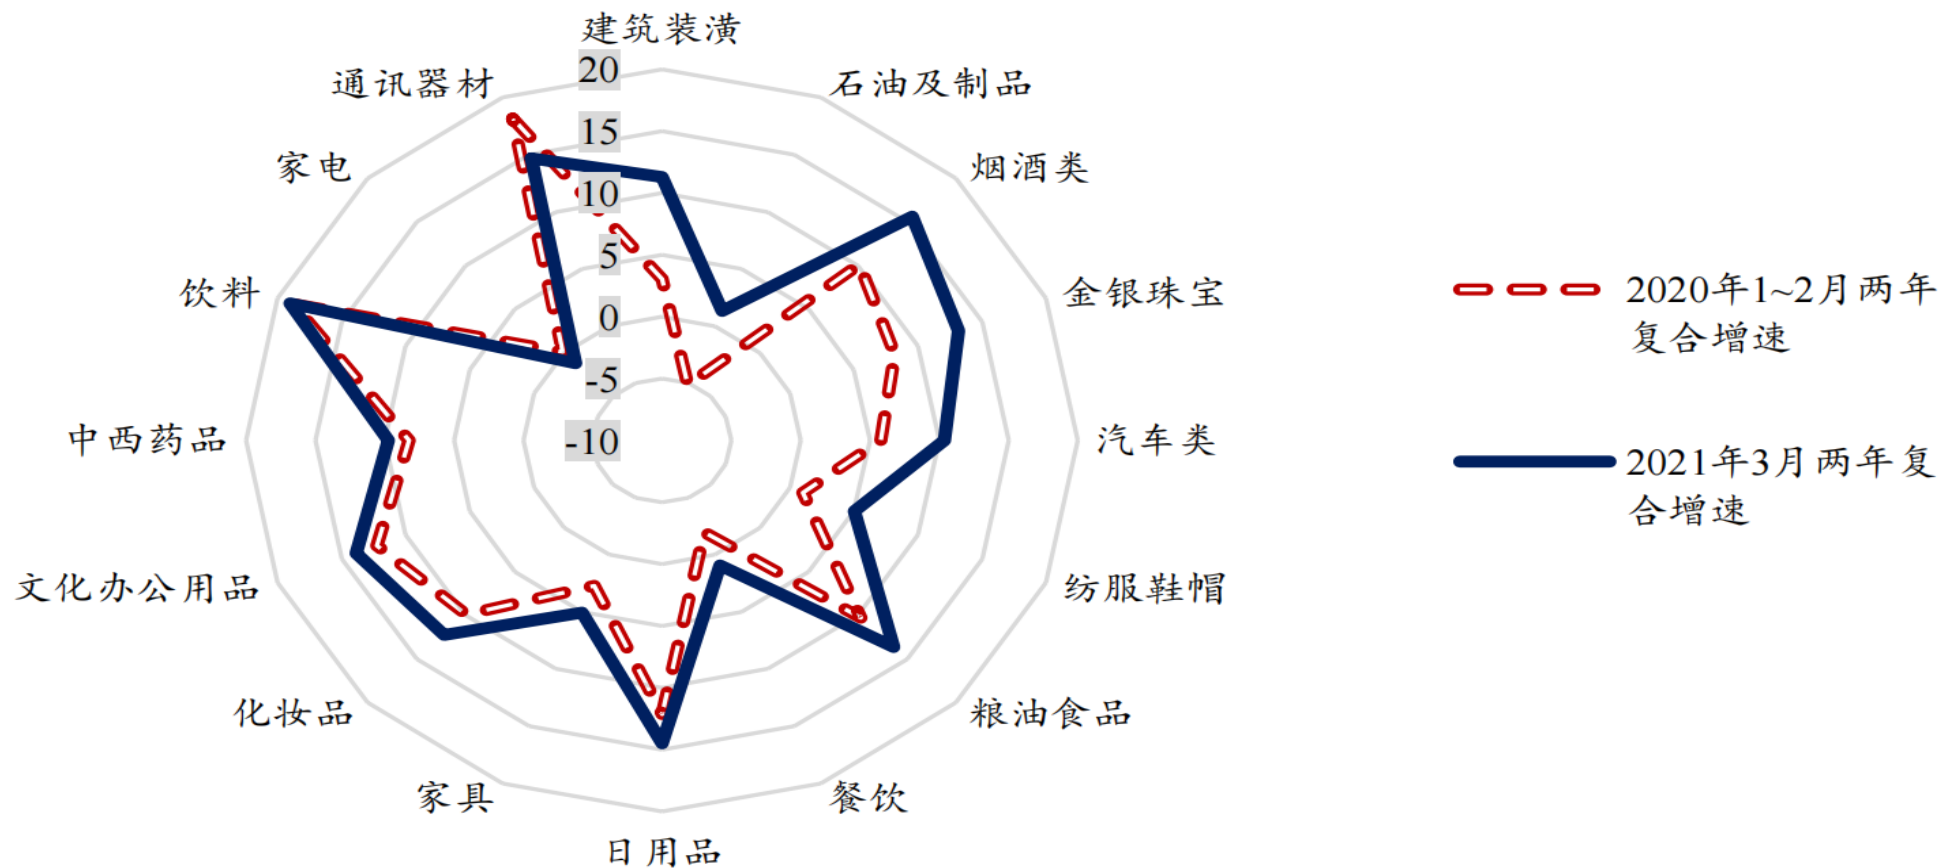 建筑装潢
石油及制品
烟酒类
金银珠宝
汽车类
纺服鞋帽
粮油食品
餐饮
日用品
家具
化妆品
文化办公用品
中西药品
饮料
家电
通讯器材
20
15
10
5
0
-5
-10
2020年1~2月两年
复合增速
2021年3月两年复
合增速